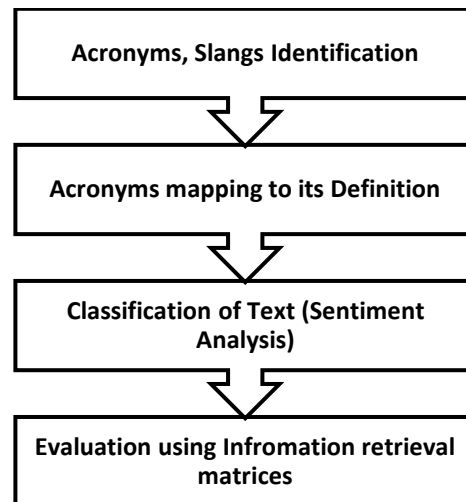 Acronyms, Slangs Identification
Acronyms mapping to its Definition
Classification of Text (Sentiment
Analysis)
Evaluation using Infromation retrieval
matrices